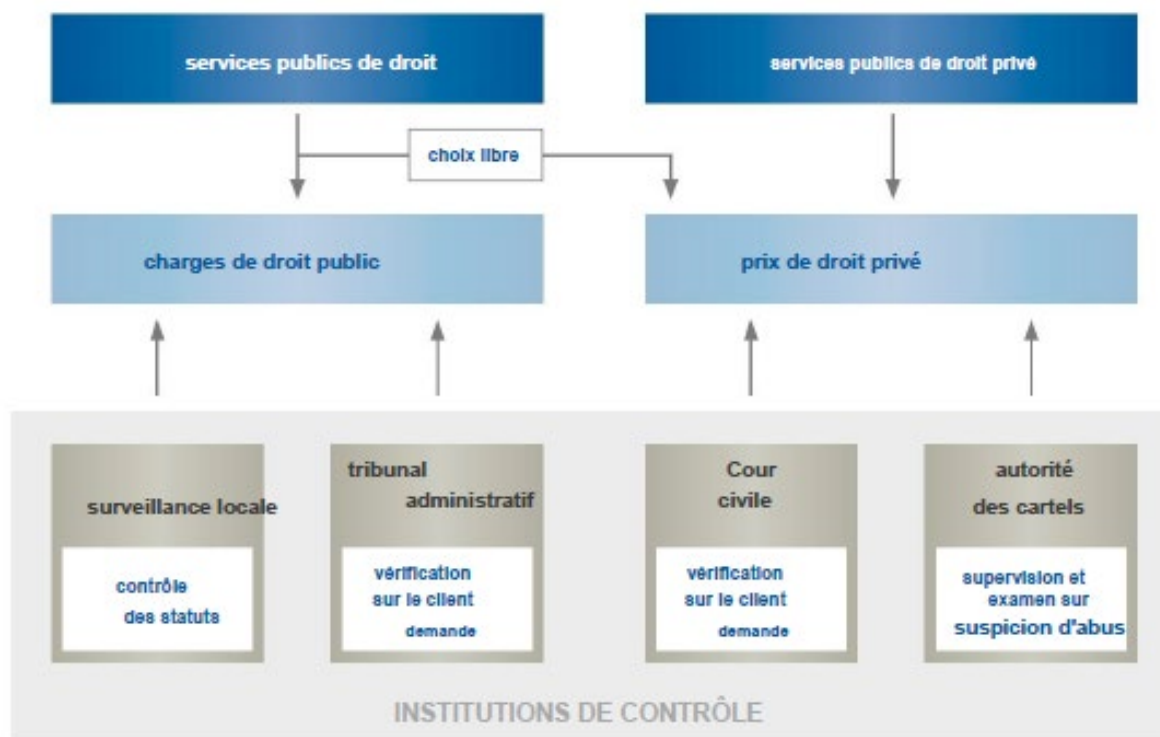 services publics de droit
services publics de droit privé
choix libre
charges de droit public
prix de droit privé
surveillance locale
contrôle
des statuts
tribunal
administratif
vérification
sur le client
demande
Cour
civile
vérification
sur le client
demande
autorité
des cartels
supervision et
examen sur
suspicion d'abus
INSTITUTIONS DE CONTRÔLE